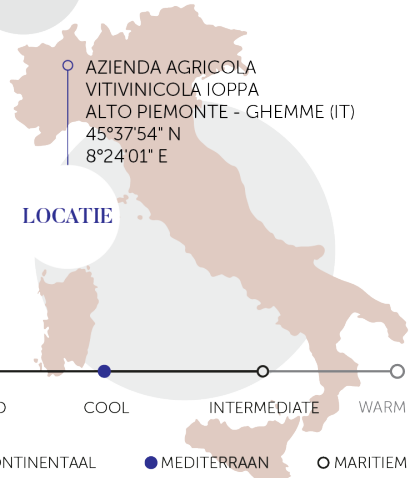 AZIENDA AGRICOLA
VITIVINICOLA IOPPA
ALTO PIEMONTE - GHEMME (IT)
45°37'54" N
8°24'01" E
LOCATIE
COOL INTERMEDIATE WARM
MEDITERRAAN MARITIEM